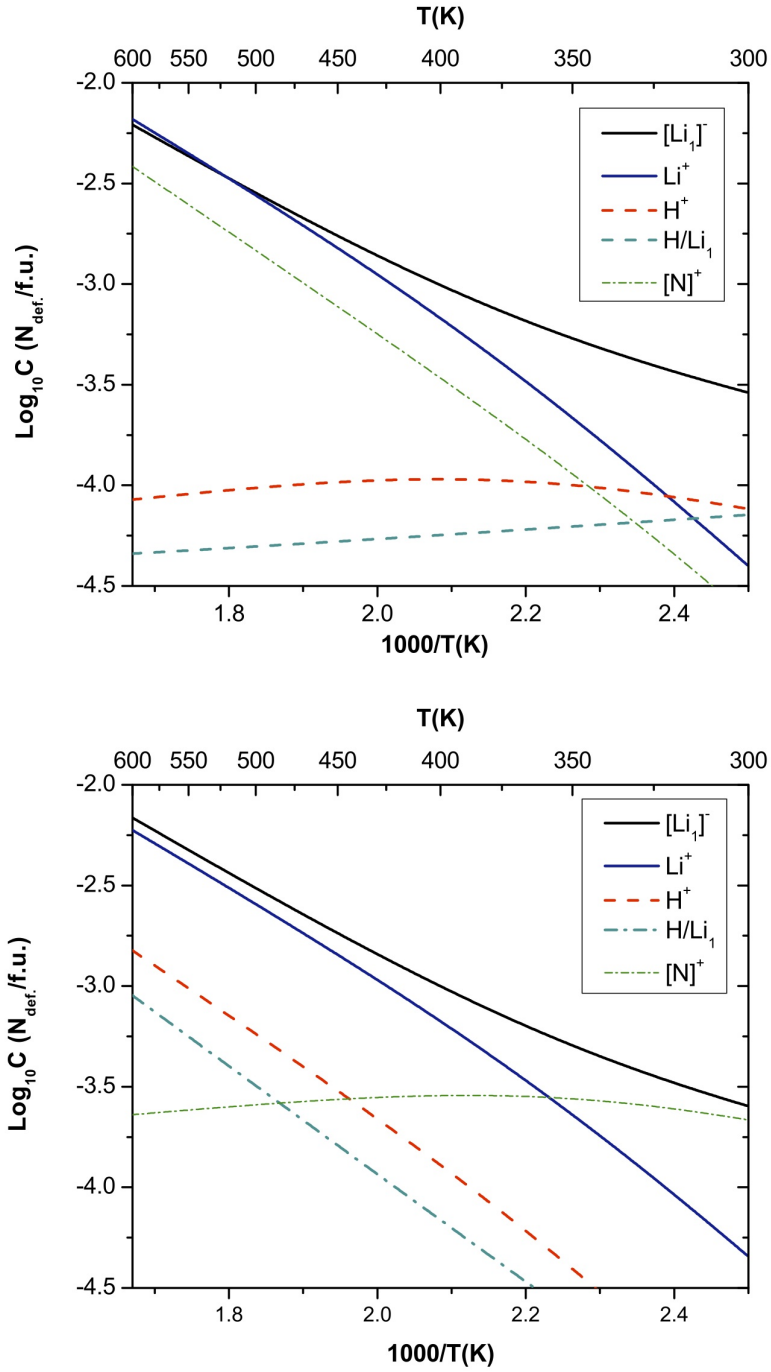 T(K)
600 550 500 450 400 350 300
-2.0
-2.5
-3.0
-3.5
-4.0
-4.5
Log10C (Ndef./f.u.)
[Li1]-
Li+
H+
H/Li1
[N]+
1.8 2.0 2.2 2.4
1000/T(K)
T(K)
600 550 500 450 400 350 300
-2.0
-2.5
-3.0
-3.5
-4.0
-4.5
Log10C (Ndef./f.u.)
[Li1]-
Li+
H+
H/Li1
[N]+
1.8 2.0 2.2 2.4
1000/T(K)